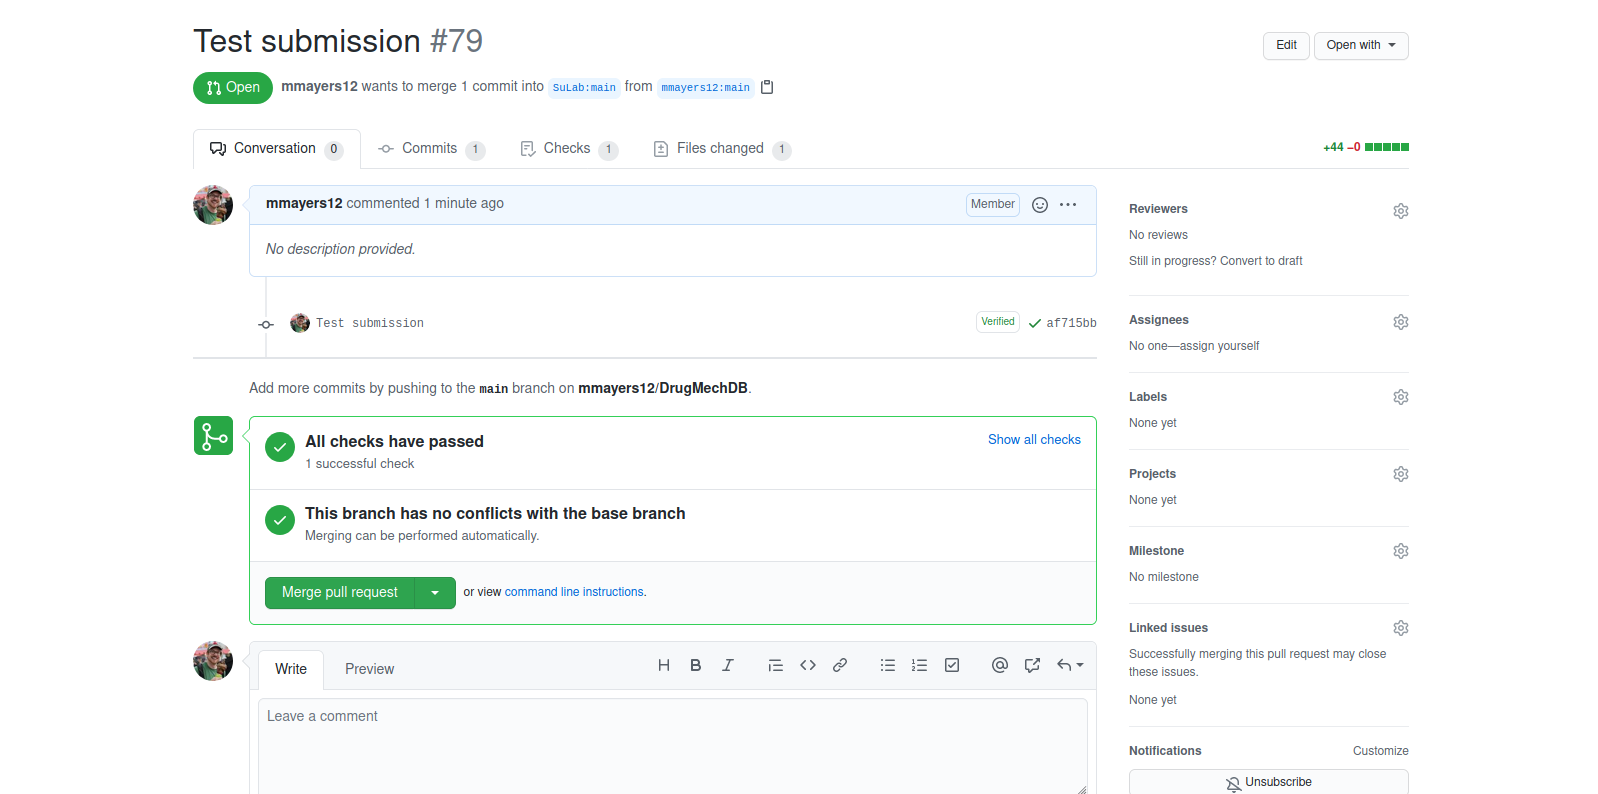 Test submission #79
Edit
Open with
Open
mmayers12 wants to merge 1 commit into SuLab:main from mmayers12:main
Conversation 0
Commits 1
Checks 1
Files changed 1
+44 −0
mmayers12 commented 1 minute ago
Member
No description provided.
Test submission
Verified
af715bb
Add more commits by pushing to the main branch on mmayers12/DrugMechDB.
All checks have passed
1 successful check
Show all checks
This branch has no conflicts with the base branch
Merging can be performed automatically.
Merge pull request
or view command line instructions.
Write
Preview
Leave a comment
Reviewers
No reviews
Still in progress? Convert to draft
Assignees
No one—assign yourself
Labels
None yet
Projects
None yet
Milestone
No milestone
Linked issues
Successfully merging this pull request may close
these issues.
None yet
Notifications
Customize
Unsubscribe